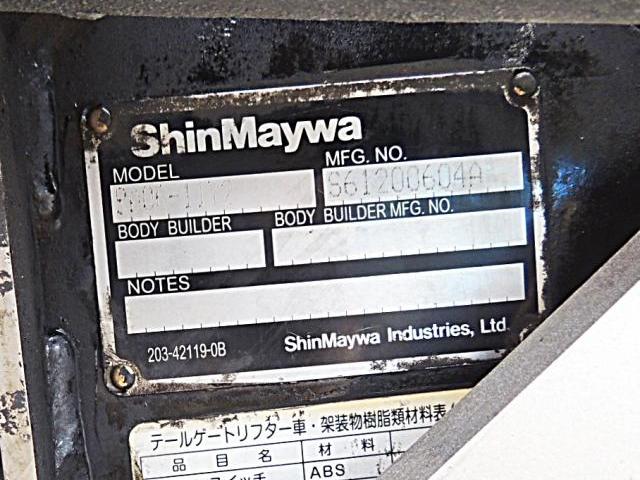 ShinMaywa
MODEL
MFG. NO.
S61200604A
BODY BUILDER
BODY BUILDER MFG. NO.
NOTES
203-42119-0B
ShinMaywa Industries, Ltd.
テールゲートリフター車・架装物樹脂類材料表
品目名
材料
スイッチ
ABS